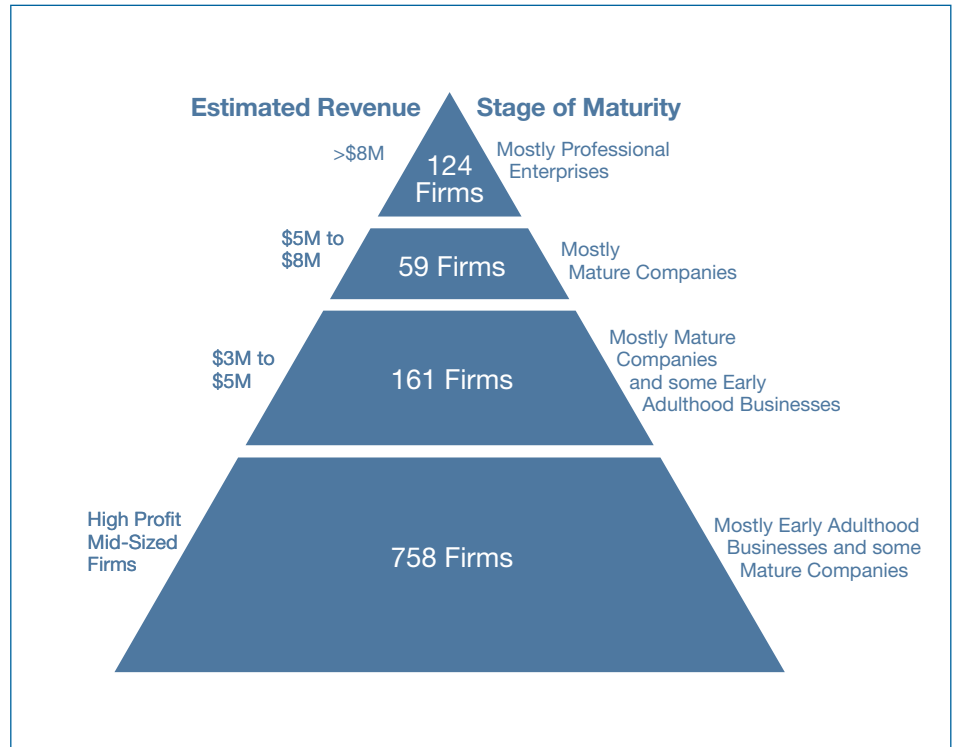 Estimated Revenue
Stage of Maturity
>$8M
124
Firms
Mostly Professional
Enterprises
$5M to
$8M
59 Firms
Mostly
Mature Companies
$3M to
$5M
161 Firms
Mostly Mature
Companies
and some Early
Adulthood Businesses
High Profit
Mid-Sized
Firms
758 Firms
Mostly Early Adulthood
Businesses and some
Mature Companies